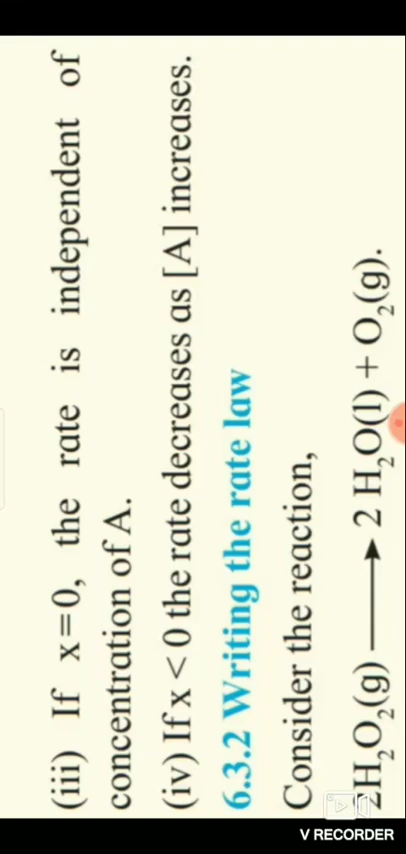 (iii) If x=0, the rate is independent of
concentration of A.
(iv) If x < 0 the rate decreases as [A] increases.
6.3.2 Writing the rate law
Consider the reaction,
2H₂O₂(g) ⟶ 2 H₂O(l) + O₂(g).
V RECORDER